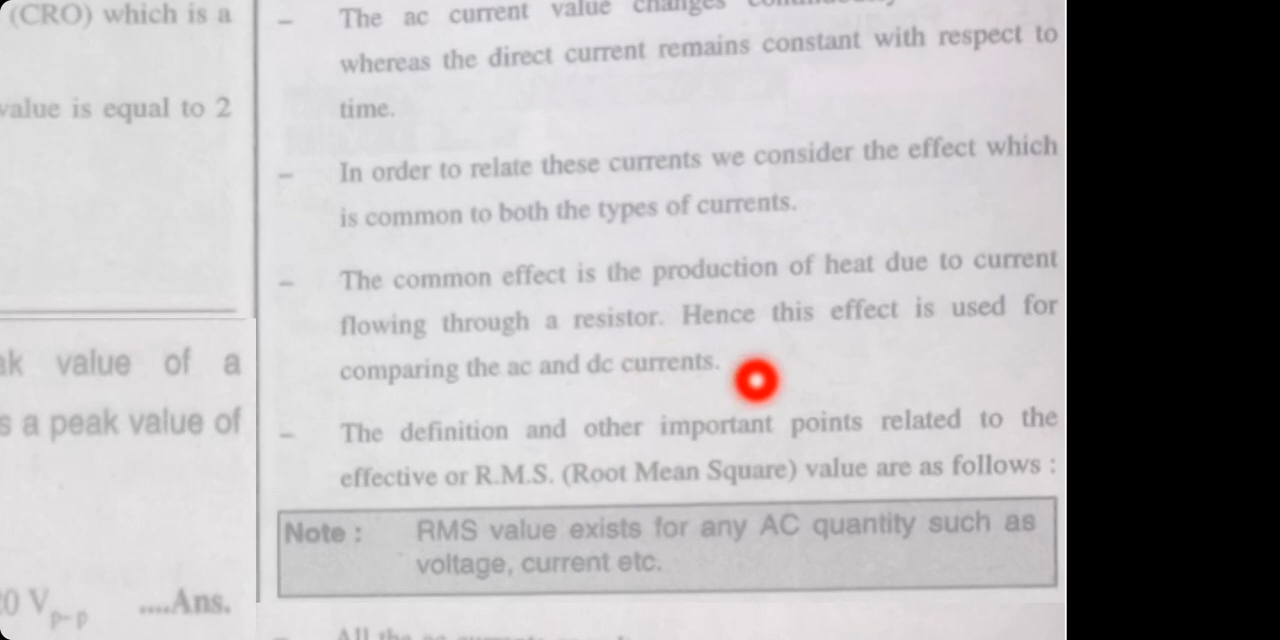 (CRO) which is a
value is equal to 2
value of a
s a peak value of
0 V p-p ....Ans.
– The ac current value changes
whereas the direct current remains constant with respect to
time.
– In order to relate these currents we consider the effect which
is common to both the types of currents.
– The common effect is the production of heat due to current
flowing through a resistor. Hence this effect is used for
comparing the ac and dc currents.
– The definition and other important points related to the
effective or R.M.S. (Root Mean Square) value are as follows :
Note : RMS value exists for any AC quantity such as
voltage, current etc.
All the